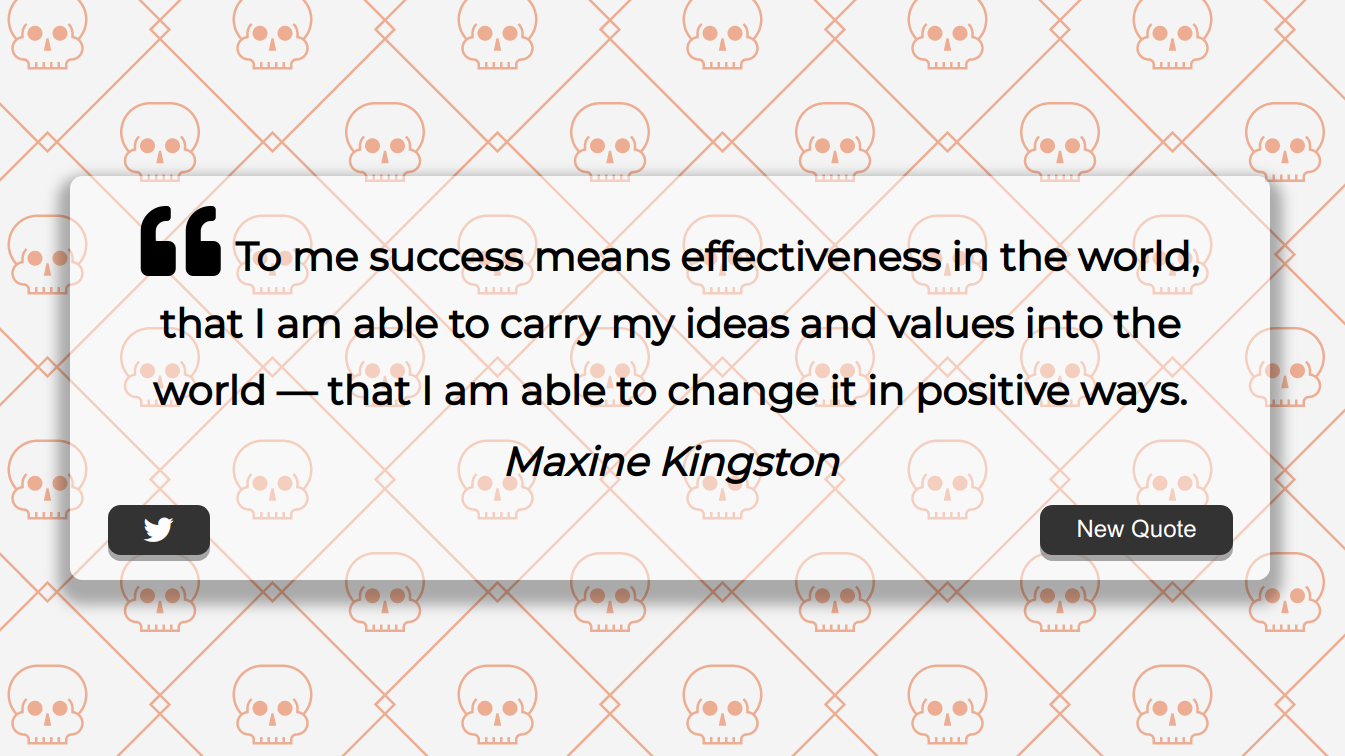 “ To me success means effectiveness in the world,
that I am able to carry my ideas and values into the
world — that I am able to change it in positive ways.
Maxine Kingston
New Quote